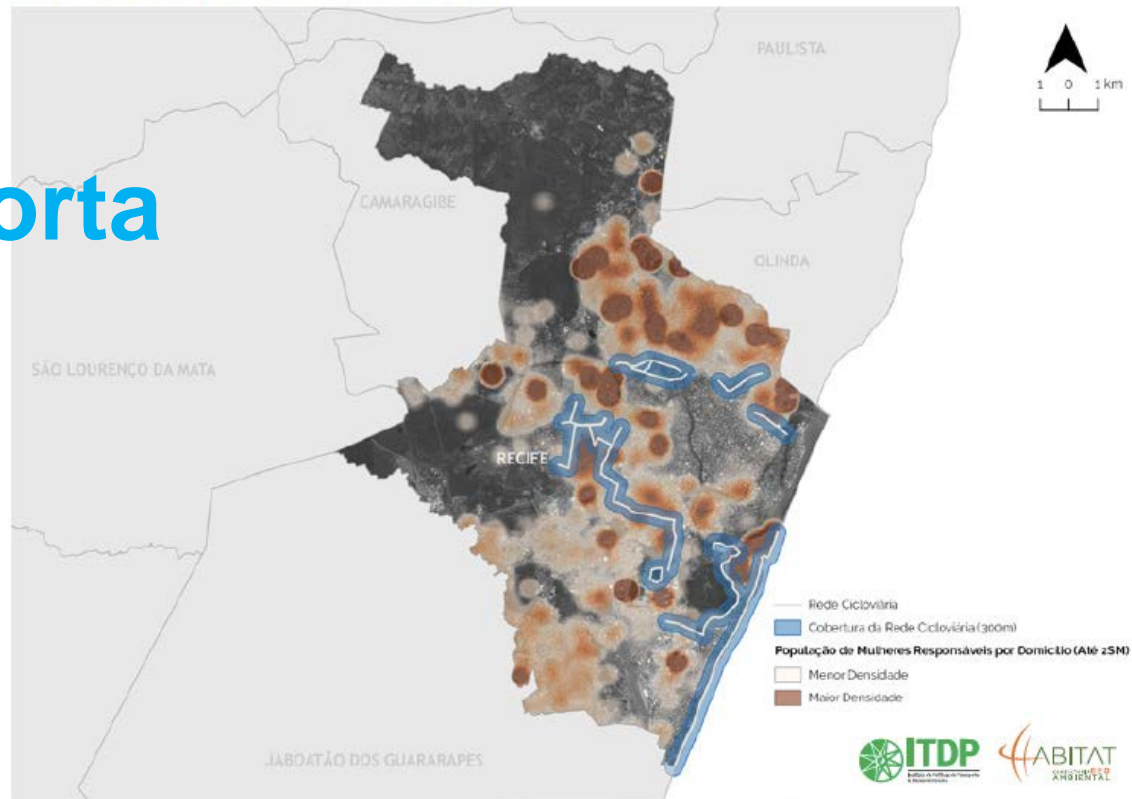 PAULISTA
1 0 1 km
orta
CAMARAGIBE
OLINDA
SÃO LOURENÇO DA MATA
RECIFE
Rede Cicloviária
Cobertura da Rede Cicloviária (300m)
População de Mulheres Responsáveis por Domicílio (Até 2SM)
Menor Densidade
Maior Densidade
JABOATÃO DOS GUARARAPES
ITDP
HABITAT
AMBIENTAL